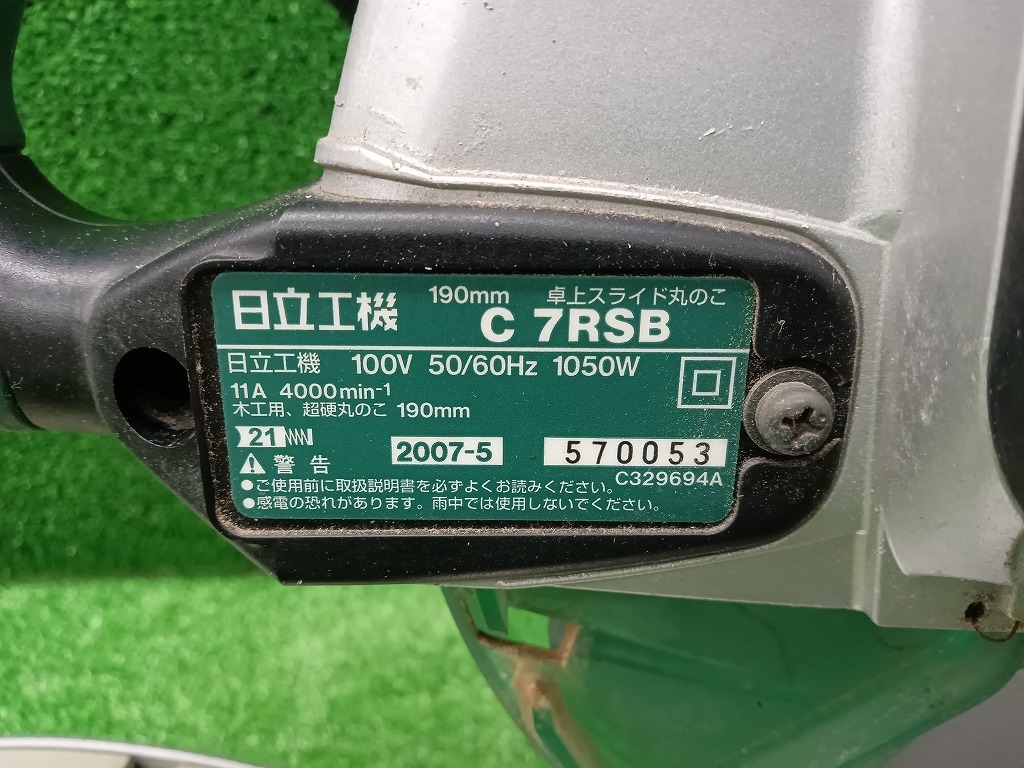 日立工機 190mm 卓上スライド丸のこ
C 7RSB
日立工機 100V 50/60Hz 1050W
11A 4000min-1
木工用、超硬丸のこ 190mm
21
2007-5 570053
警告 C329694A
●ご使用前に取扱説明書を必ずよくお読みください。
●感電の恐れがあります。雨中では使用しないでください。